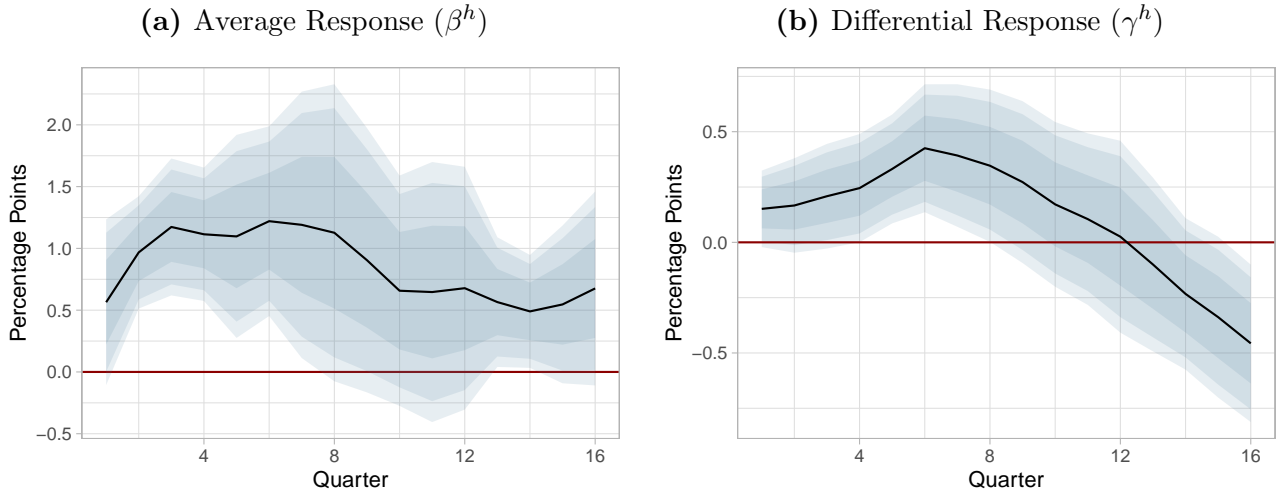 (a) Average Response (β^h)
Percentage Points
2.0
1.5
1.0
0.5
0.0
−0.5
4 8 12 16
Quarter
(b) Differential Response (γ^h)
Percentage Points
0.5
0.0
−0.5
4 8 12 16
Quarter